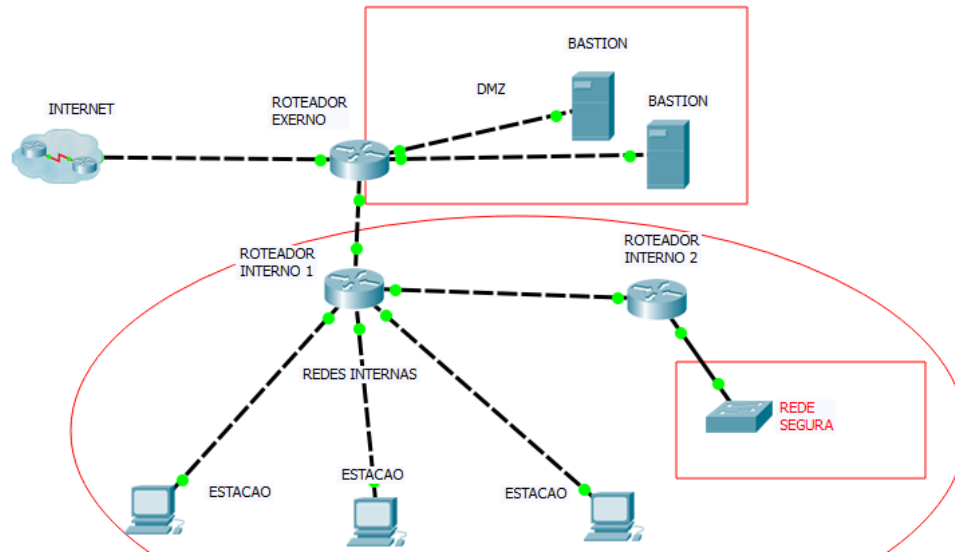 BASTION
DMZ
BASTION
INTERNET
ROTEADOR
EXERNO
ROTEADOR
INTERNO 1
ROTEADOR
INTERNO 2
REDES INTERNAS
REDE
SEGURA
ESTACAO
ESTACAO
ESTACAO